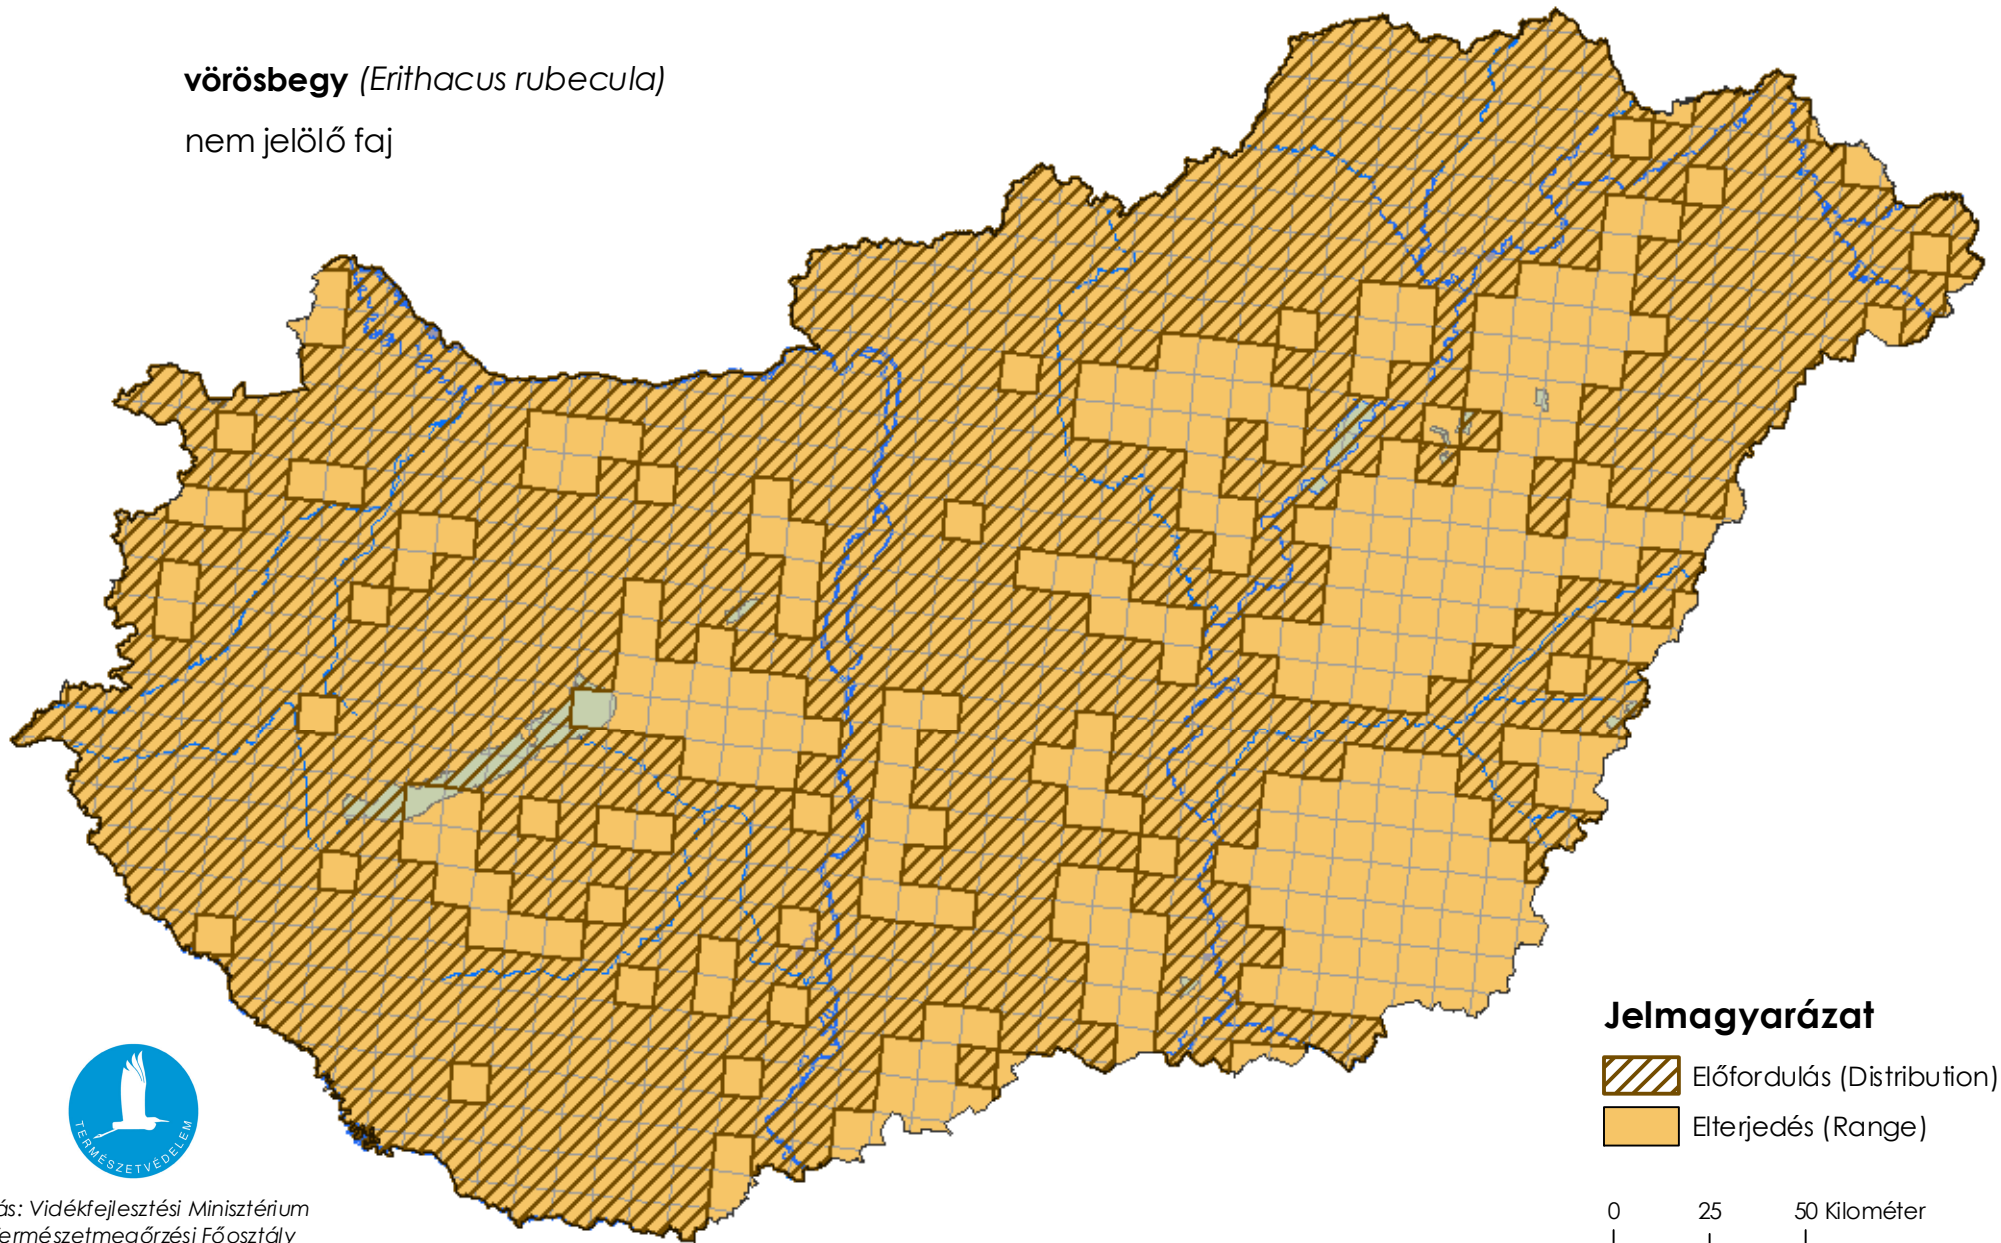 vörösbegy (Erithacus rubecula)
nem jelölő faj
Jelmagyarázat
Előfordulás (Distribution)
Elterjedés (Range)
0 25 50 Kilométer
TERMÉSZETVÉDELEM
ás: Vidékfejlesztési Minisztérium
Természetmegőrzési Főosztály